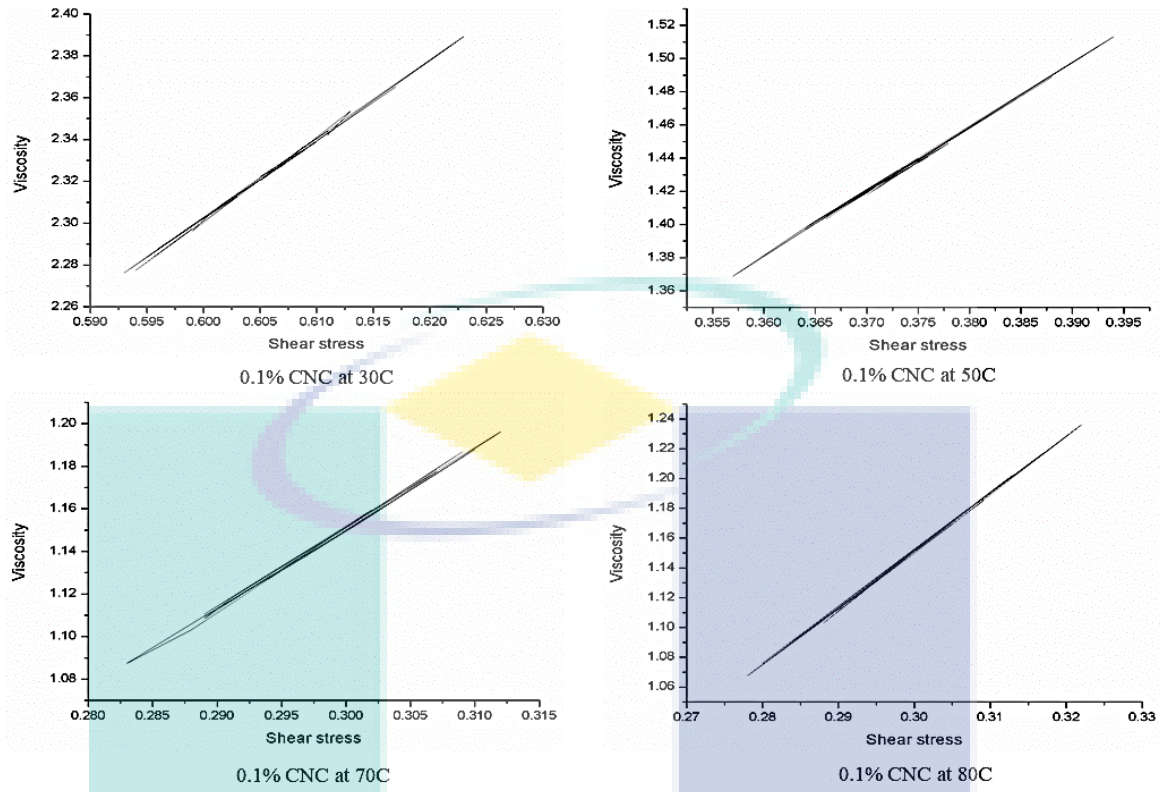 2.40
2.38
2.36
2.34
2.32
2.30
2.28
2.26
Viscosity
0.590 0.595 0.600 0.605 0.610 0.615 0.620 0.625 0.630
Shear stress
0.1% CNC at 30C
1.52
1.50
1.48
1.46
1.44
1.42
1.40
1.38
1.36
Viscosity
0.355 0.360 0.365 0.370 0.375 0.380 0.385 0.390 0.395
Shear stress
0.1% CNC at 50C
1.20
1.18
1.16
1.14
1.12
1.10
1.08
Viscosity
0.280 0.285 0.290 0.295 0.300 0.305 0.310 0.315
Shear stress
0.1% CNC at 70C
1.24
1.22
1.20
1.18
1.16
1.14
1.12
1.10
1.08
1.06
Viscosity
0.27 0.28 0.29 0.30 0.31 0.32 0.33
Shear stress
0.1% CNC at 80C